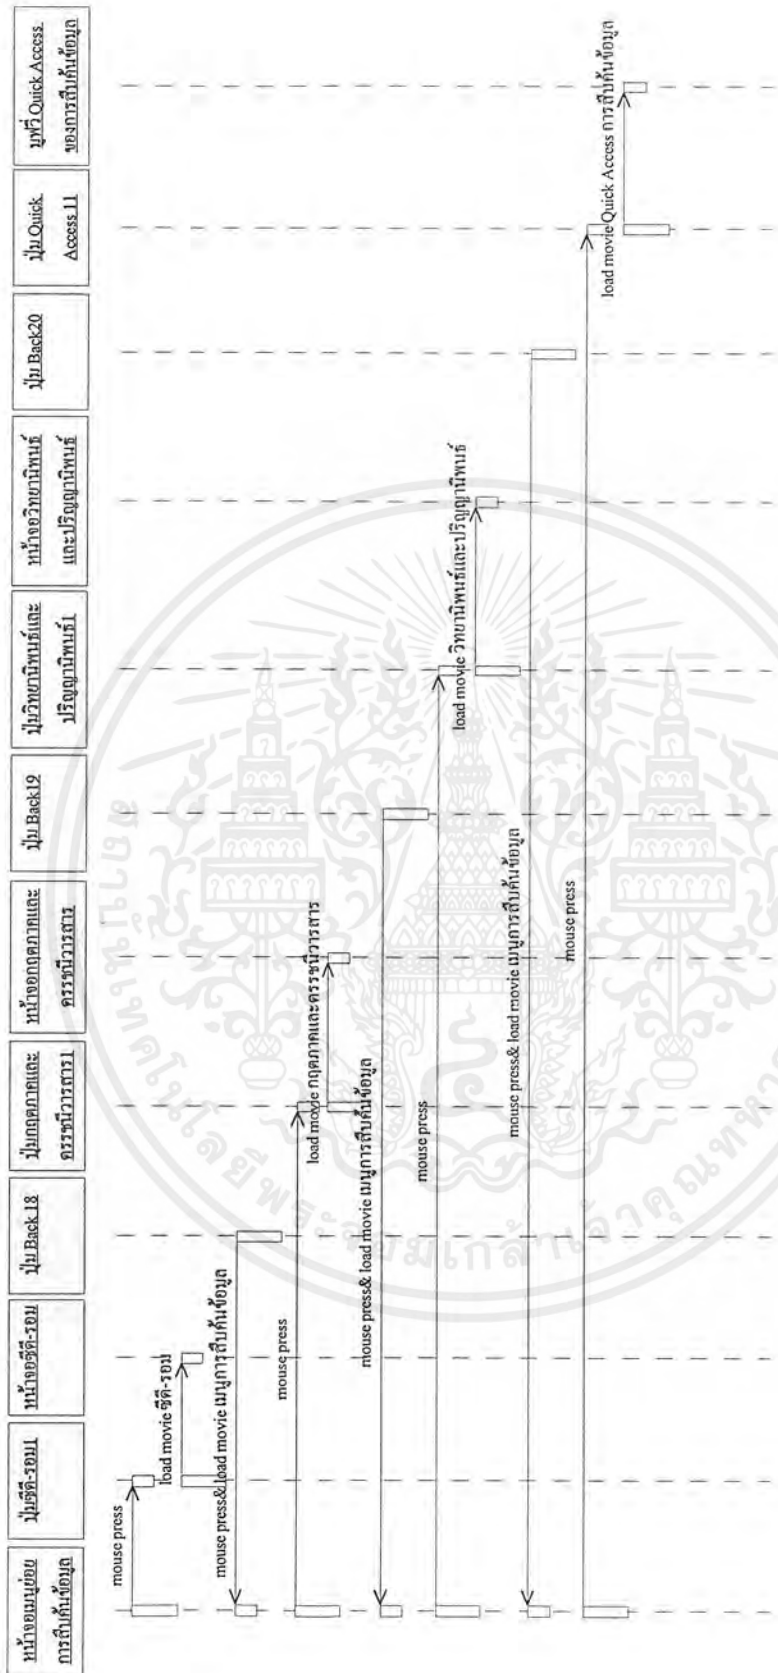 หน้าจอเมนูย่อย
การสืบค้นข้อมูล
ปุ่มซีดี-รอม1
หน้าจอซีดี-รอม
ปุ่ม Back 18
ปุ่มกฤตภาคและ
ดรรชนีวารสาร1
หน้าจอกฤตภาคและ
ดรรชนีวารสาร
ปุ่ม Back19
ปุ่มวิทยานิพนธ์และ
ปริญญานิพนธ์1
หน้าจอวิทยานิพนธ์
และปริญญานิพนธ์
ปุ่ม Back20
ปุ่ม Quick
Access 11
มูฟวี่ Quick Access
ของการสืบค้นข้อมูล
mouse press
load movie ซีดี-รอม
mouse press& load movie เมนูการสืบค้นข้อมูล
mouse press
load movie กฤตภาคและดรรชนีวารสาร
mouse press& load movie เมนูการสืบค้นข้อมูล
mouse press
load movie วิทยานิพนธ์และปริญญานิพนธ์
mouse press& load movie เมนูการสืบค้นข้อมูล
mouse press
load movie Quick Access การสืบค้นข้อมูล